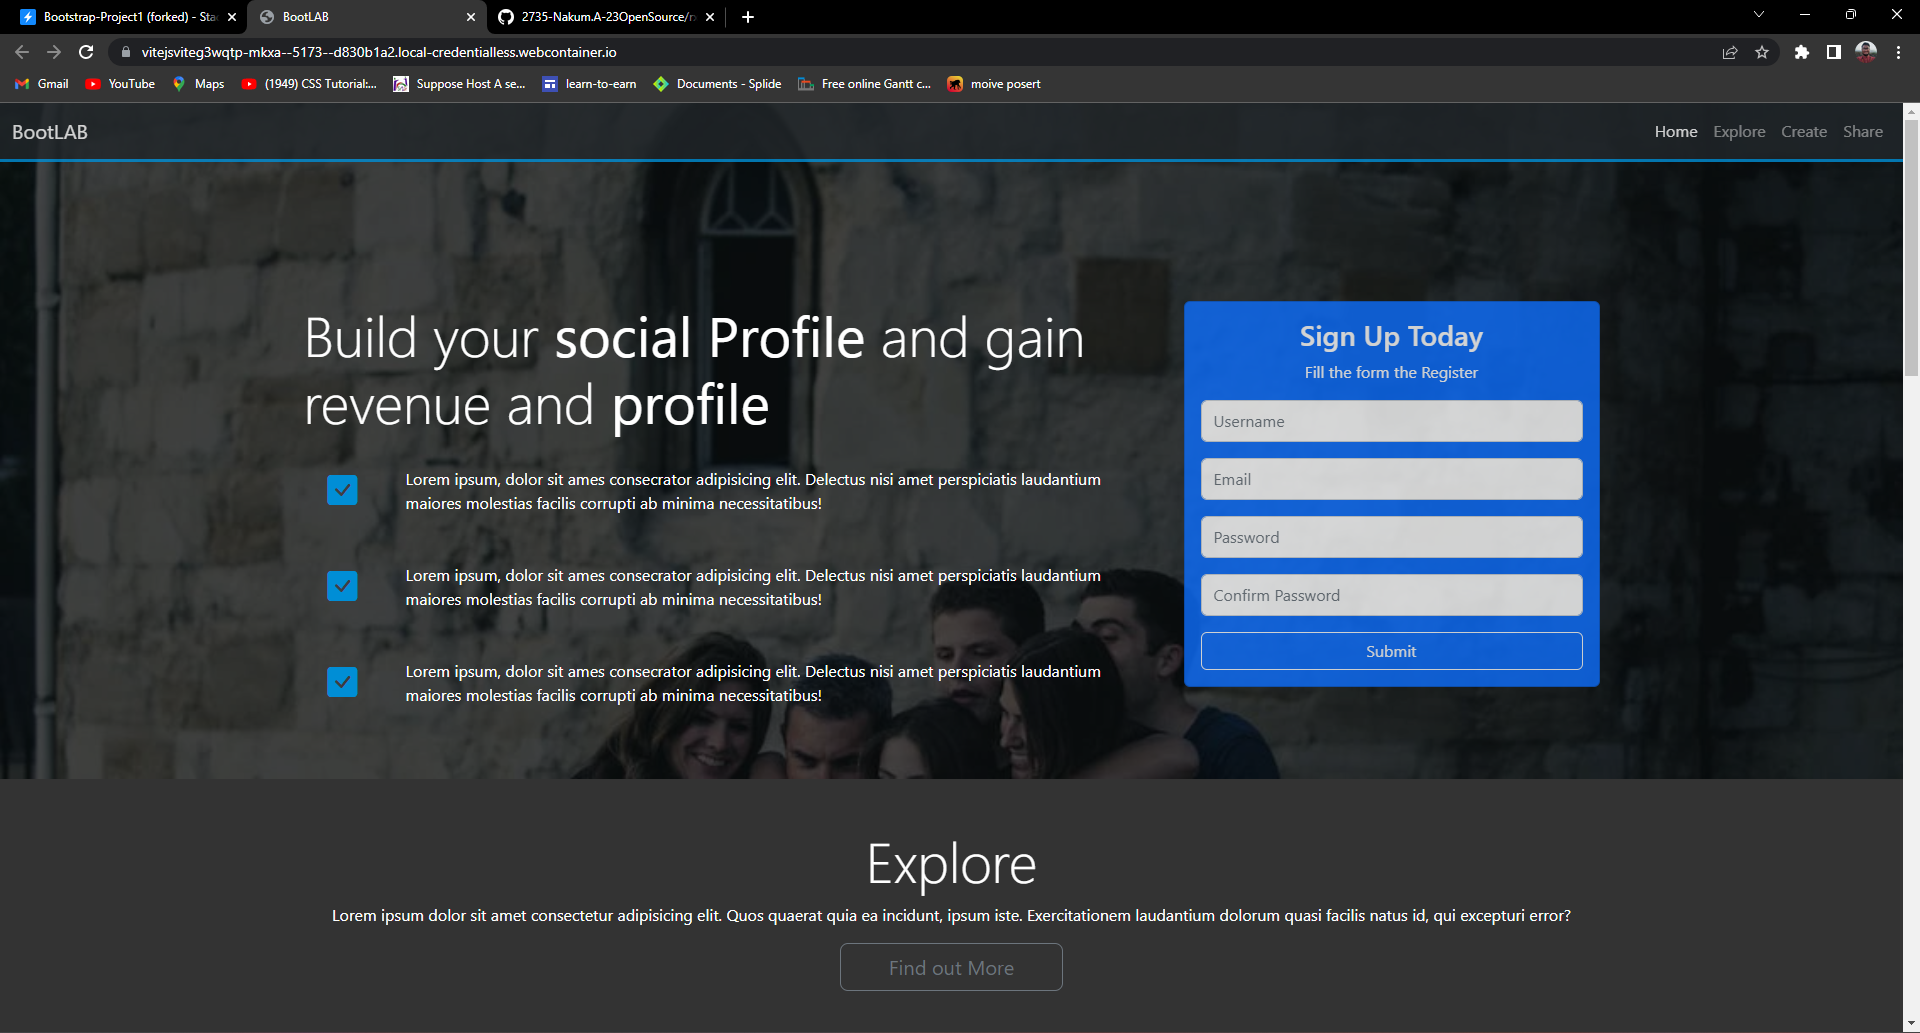 Bootstrap-Project1 (forked) - Sta
BootLAB
2735-Nakum.A-23OpenSource/
vitejsviteg3wqtp-mkxa--5173--d830b1a2.local-credentialless.webcontainer.io
Gmail
YouTube
Maps
(1949) CSS Tutorial:...
Suppose Host A se...
learn-to-earn
Documents - Splide
Free online Gantt c...
moive posert
BootLAB
Home
Explore
Create
Share
Build your social Profile and gain
revenue and profile
Lorem ipsum, dolor sit ames consecrator adipisicing elit. Delectus nisi amet perspiciatis laudantium
maiores molestias facilis corrupti ab minima necessitatibus!
Lorem ipsum, dolor sit ames consecrator adipisicing elit. Delectus nisi amet perspiciatis laudantium
maiores molestias facilis corrupti ab minima necessitatibus!
Lorem ipsum, dolor sit ames consecrator adipisicing elit. Delectus nisi amet perspiciatis laudantium
maiores molestias facilis corrupti ab minima necessitatibus!
Sign Up Today
Fill the form the Register
Username
Email
Password
Confirm Password
Submit
Explore
Lorem ipsum dolor sit amet consectetur adipisicing elit. Quos quaerat quia ea incidunt, ipsum iste. Exercitationem laudantium dolorum quasi facilis natus id, qui excepturi error?
Find out More